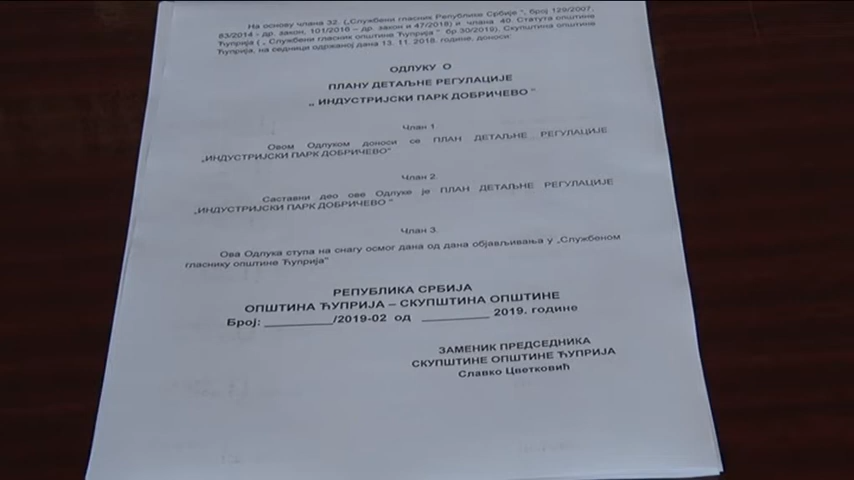 На основу члана 32. („Службени гласник Републике Србије ", број 129/2007,
83/2014 - др. закон, 101/2016 – др. закон и 47/2018) и члана 40. Статута општине
Ћуприја ( „ Службени гласник општине Ћуприја " бр.30/2019), Скупштина општине
Ћуприја, на седници одржаној дана 13. 11. 2018. године, доноси:
ОДЛУКУ О
ПЛАНУ ДЕТАЉНЕ РЕГУЛАЦИЈЕ
„ ИНДУСТРИЈСКИ ПАРК ДОБРИЧЕВО "
Члан 1.
Овом Одлуком доноси се ПЛАН ДЕТАЉНЕ РЕГУЛАЦИЈЕ
„ИНДУСТРИЈСКИ ПАРК ДОБРИЧЕВО"
Члан 2.
Саставни део ове Одлуке је ПЛАН ДЕТАЉНЕ РЕГУЛАЦИЈЕ
„ИНДУСТРИЈСКИ ПАРК ДОБРИЧЕВО "
Члан 3.
Ова Одлука ступа на снагу осмог дана од дана објављивања у „Службеном
гласнику општине Ћуприја"
РЕПУБЛИКА СРБИЈА
ОПШТИНА ЋУПРИЈА – СКУПШТИНА ОПШТИНЕ
Број: __________/2019-02 од __________ 2019. године
ЗАМЕНИК ПРЕДСЕДНИКА
СКУПШТИНЕ ОПШТИНЕ ЋУПРИЈА
Славко Цветковић